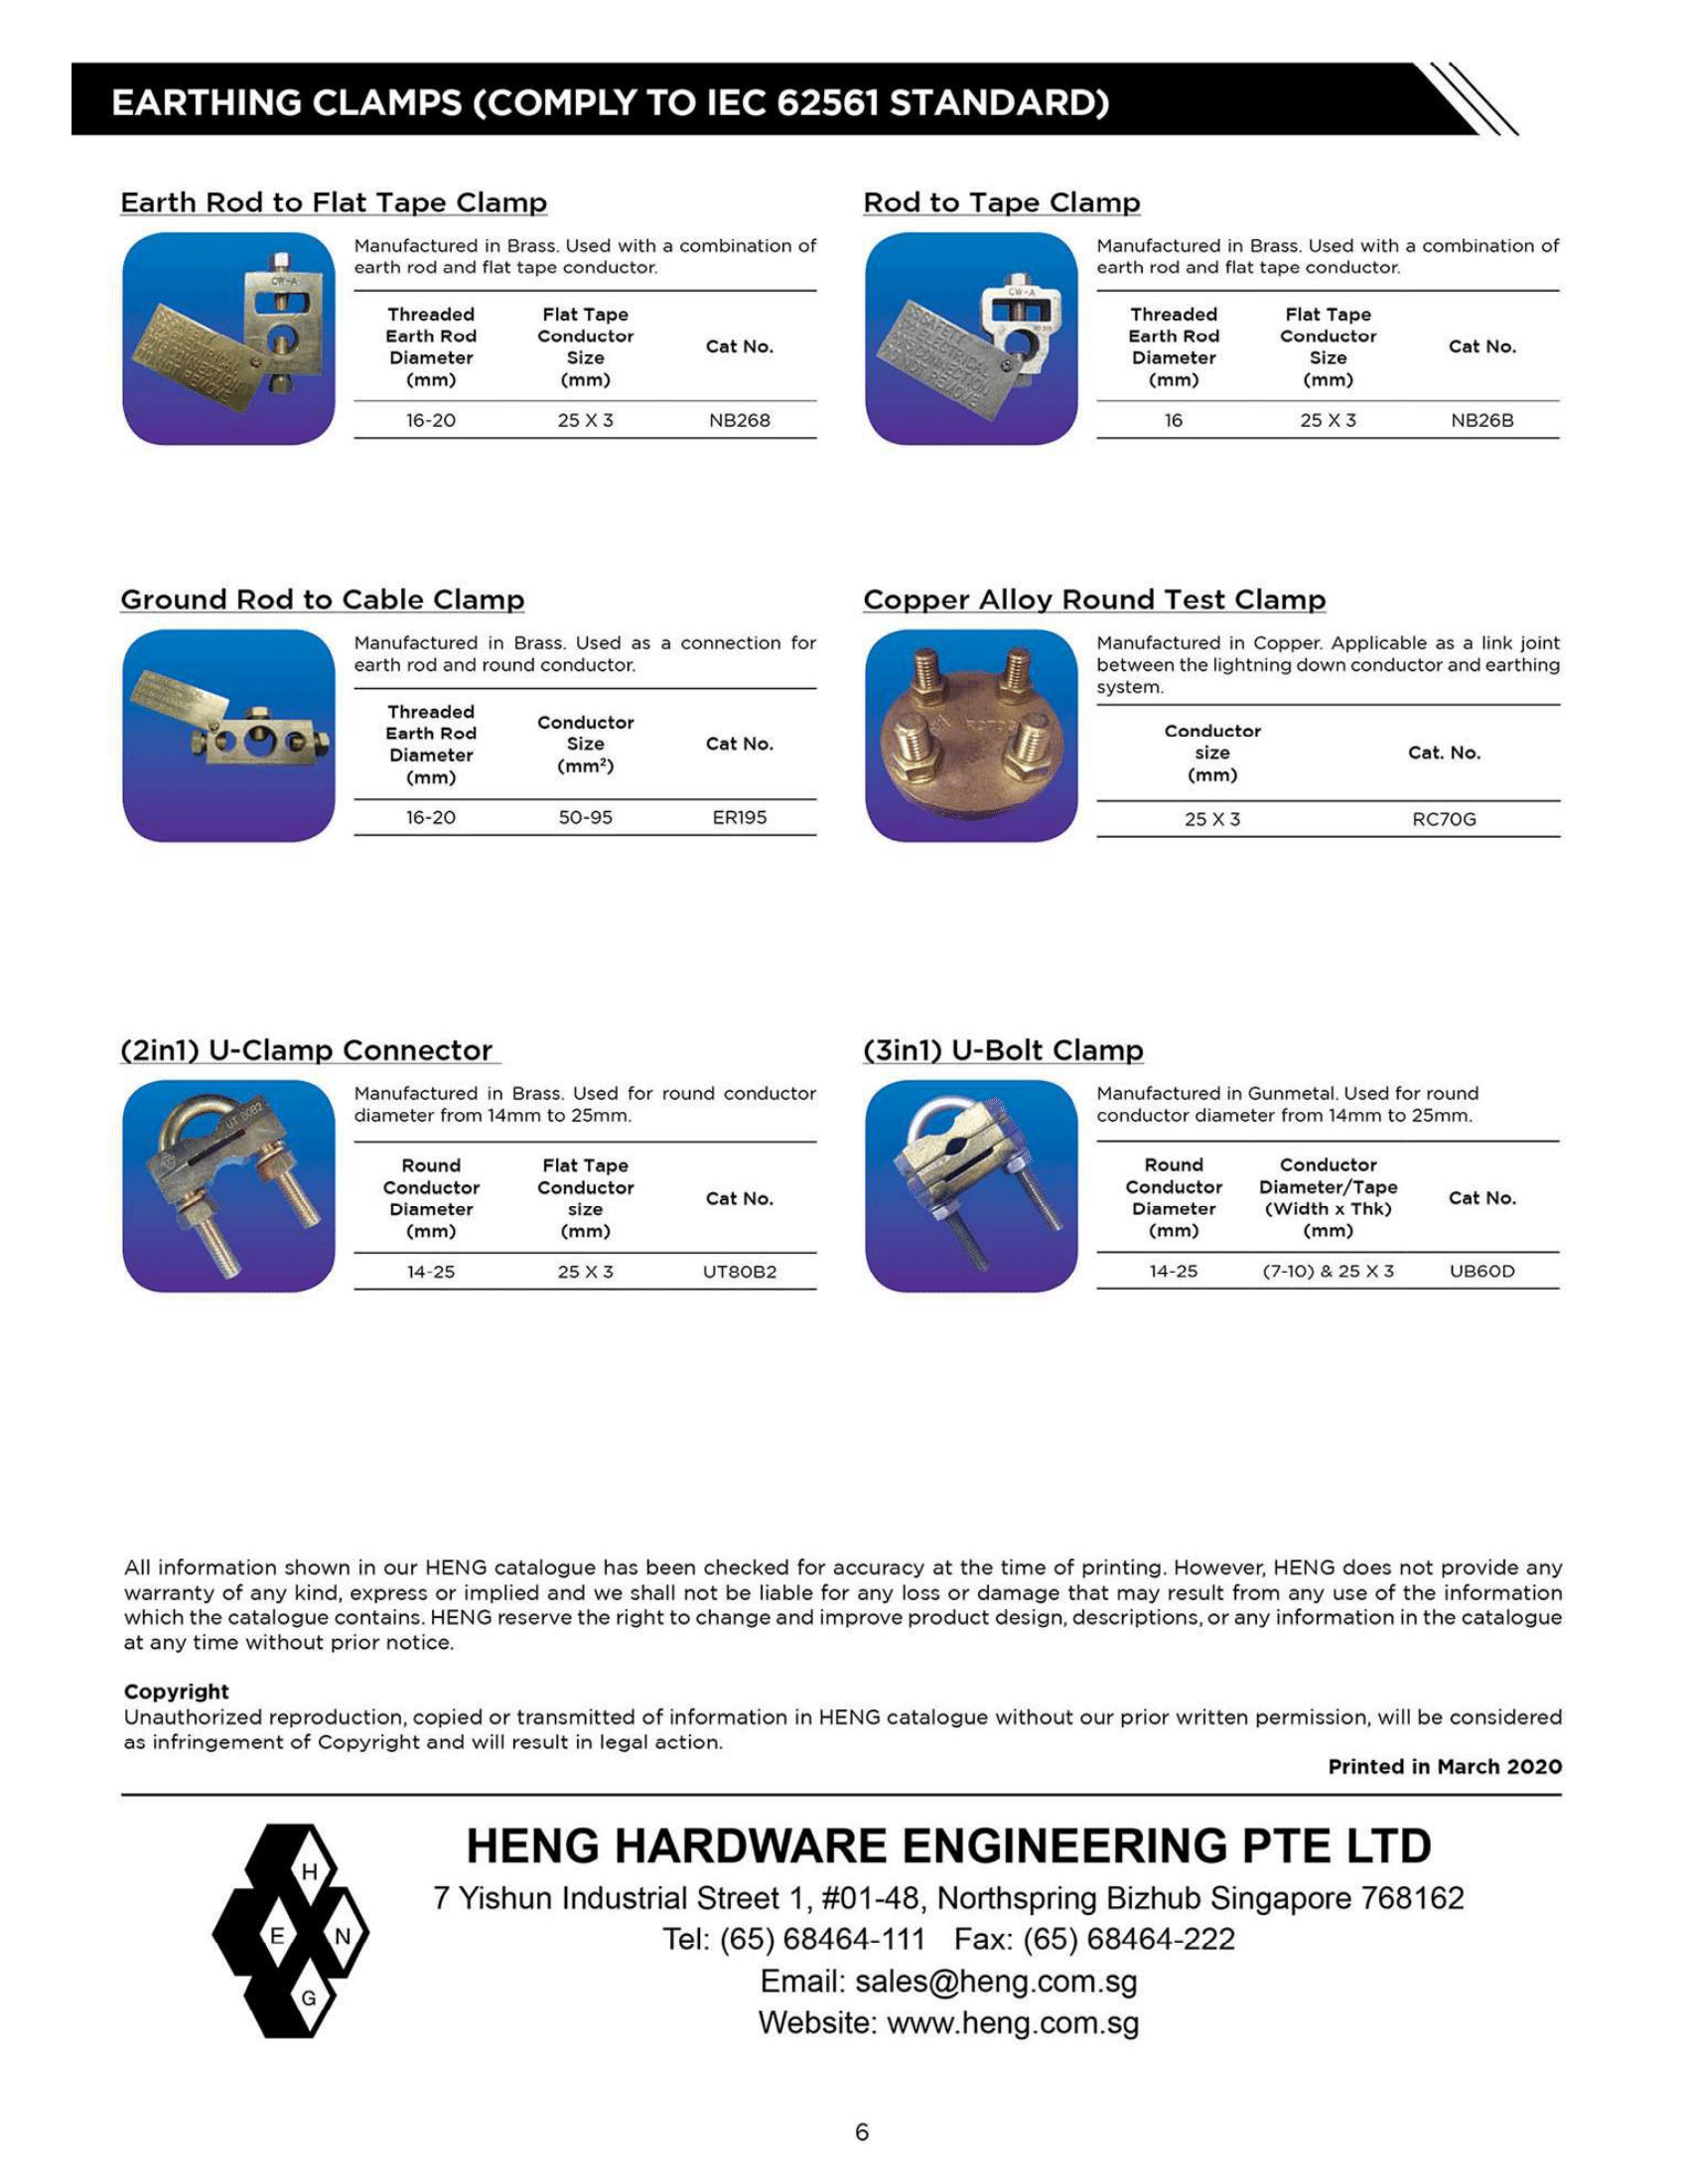 EARTHING CLAMPS (COMPLY TO IEC 62561 STANDARD)
Earth Rod to Flat Tape Clamp
CW-A
SAFETY
ELECTRICAL
CONNECTION
NOT REMOVE
Manufactured in Brass. Used with a combination of
earth rod and flat tape conductor.
Threaded
Earth Rod
Diameter
(mm)
Flat Tape
Conductor
Size
(mm)
Cat No.
16-20
25 X 3
NB268
Rod to Tape Clamp
CW-A
SAFETY
ELECTRICAL
CONNECTION
NOT REMOVE
Manufactured in Brass. Used with a combination of
earth rod and flat tape conductor.
Threaded
Earth Rod
Diameter
(mm)
Flat Tape
Conductor
Size
(mm)
Cat No.
16
25 X 3
NB26B
Ground Rod to Cable Clamp
Manufactured in Brass. Used as a connection for
earth rod and round conductor.
Threaded
Earth Rod
Diameter
(mm)
Conductor
Size
(mm²)
Cat No.
16-20
50-95
ER195
Copper Alloy Round Test Clamp
Manufactured in Copper. Applicable as a link joint
between the lightning down conductor and earthing
system.
Conductor
size
(mm)
Cat. No.
25 X 3
RC70G
(2in1) U-Clamp Connector
UT 80B2
Manufactured in Brass. Used for round conductor
diameter from 14mm to 25mm.
Round
Conductor
Diameter
(mm)
Flat Tape
Conductor
size
(mm)
Cat No.
14-25
25 X 3
UT80B2
(3in1) U-Bolt Clamp
Manufactured in Gunmetal. Used for round
conductor diameter from 14mm to 25mm.
Round
Conductor
Diameter
(mm)
Conductor
Diameter/Tape
(Width x Thk)
(mm)
Cat No.
14-25
(7-10) & 25 X 3
UB60D
All information shown in our HENG catalogue has been checked for accuracy at the time of printing. However, HENG does not provide any
warranty of any kind, express or implied and we shall not be liable for any loss or damage that may result from any use of the information
which the catalogue contains. HENG reserve the right to change and improve product design, descriptions, or any information in the catalogue
at any time without prior notice.
Copyright
Unauthorized reproduction, copied or transmitted of information in HENG catalogue without our prior written permission, will be considered
as infringement of Copyright and will result in legal action.
Printed in March 2020
H
E N
G
HENG HARDWARE ENGINEERING PTE LTD
7 Yishun Industrial Street 1, #01-48, Northspring Bizhub Singapore 768162
Tel: (65) 68464-111 Fax: (65) 68464-222
Email: sales@heng.com.sg
Website: www.heng.com.sg
6